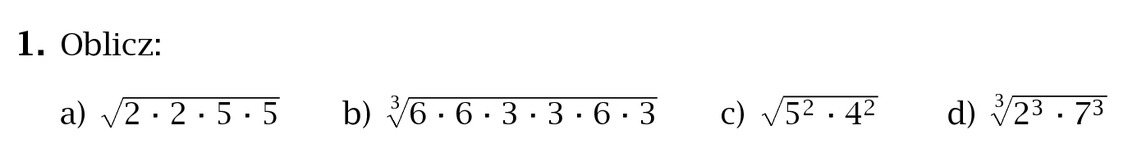 1. Oblicz:
a) √(2 · 2 · 5 · 5) b) ∛(6 · 6 · 3 · 3 · 6 · 3) c) √(5² · 4²) d) ∛(2³ · 7³)